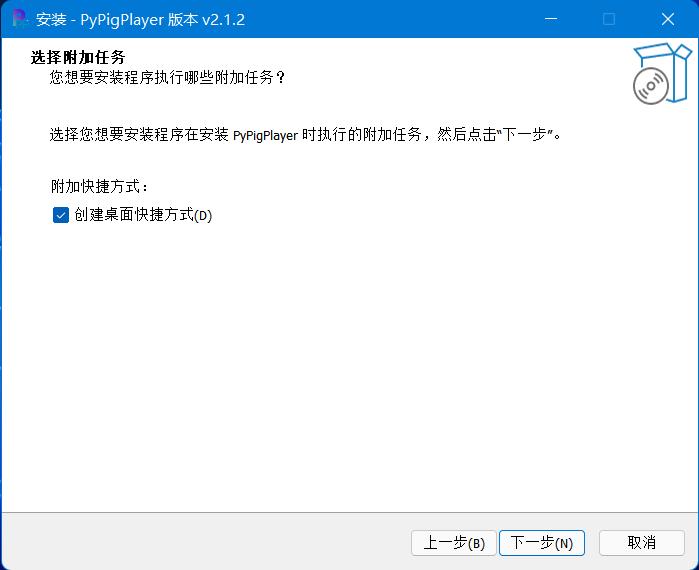 安装 - PyPigPlayer 版本 v2.1.2
选择附加任务
您想要安装程序执行哪些附加任务？
选择您想要安装程序在安装 PyPigPlayer 时执行的附加任务，然后点击“下一步”。
附加快捷方式：
创建桌面快捷方式(D)
上一步(B) 下一步(N) 取消